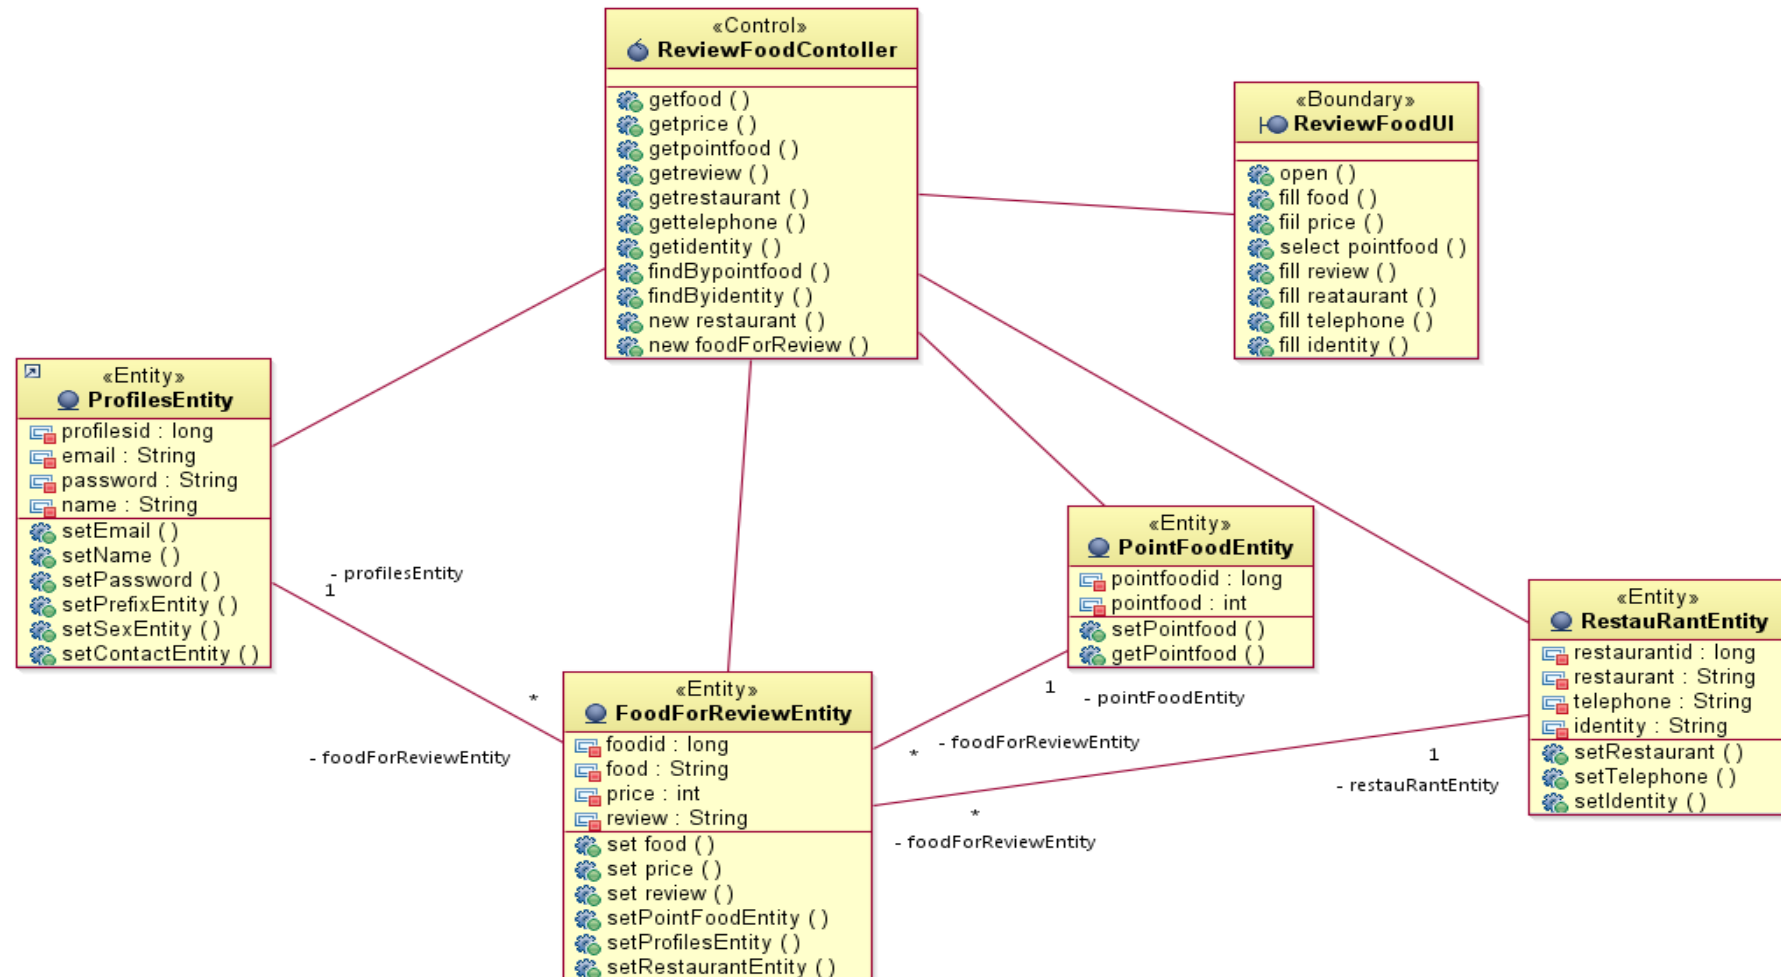 «Control»
ReviewFoodContoller
getfood ( )
getprice ( )
getpointfood ( )
getreview ( )
getrestaurant ( )
gettelephone ( )
getidentity ( )
findBypointfood ( )
findByidentity ( )
new restaurant ( )
new foodForReview ( )
«Boundary»
ReviewFoodUI
open ( )
fill food ( )
fill price ( )
select pointfood ( )
fill review ( )
fill reataurant ( )
fill telephone ( )
fill identity ( )
«Entity»
ProfilesEntity
profilesid : long
email : String
password : String
name : String
setEmail ( )
setName ( )
setPassword ( )
setPrefixEntity ( )
setSexEntity ( )
setContactEntity ( )
- profilesEntity
1
*
- foodForReviewEntity
«Entity»
FoodForReviewEntity
foodid : long
food : String
price : int
review : String
set food ( )
set price ( )
set review ( )
setPointFoodEntity ( )
setProfilesEntity ( )
setRestaurantEntity ( )
«Entity»
PointFoodEntity
pointfoodid : long
pointfood : int
setPointfood ( )
getPointfood ( )
1
- pointFoodEntity
*
- foodForReviewEntity
«Entity»
RestauRantEntity
restaurantid : long
restaurant : String
telephone : String
identity : String
setRestaurant ( )
setTelephone ( )
setIdentity ( )
1
- restauRantEntity
*
- foodForReviewEntity